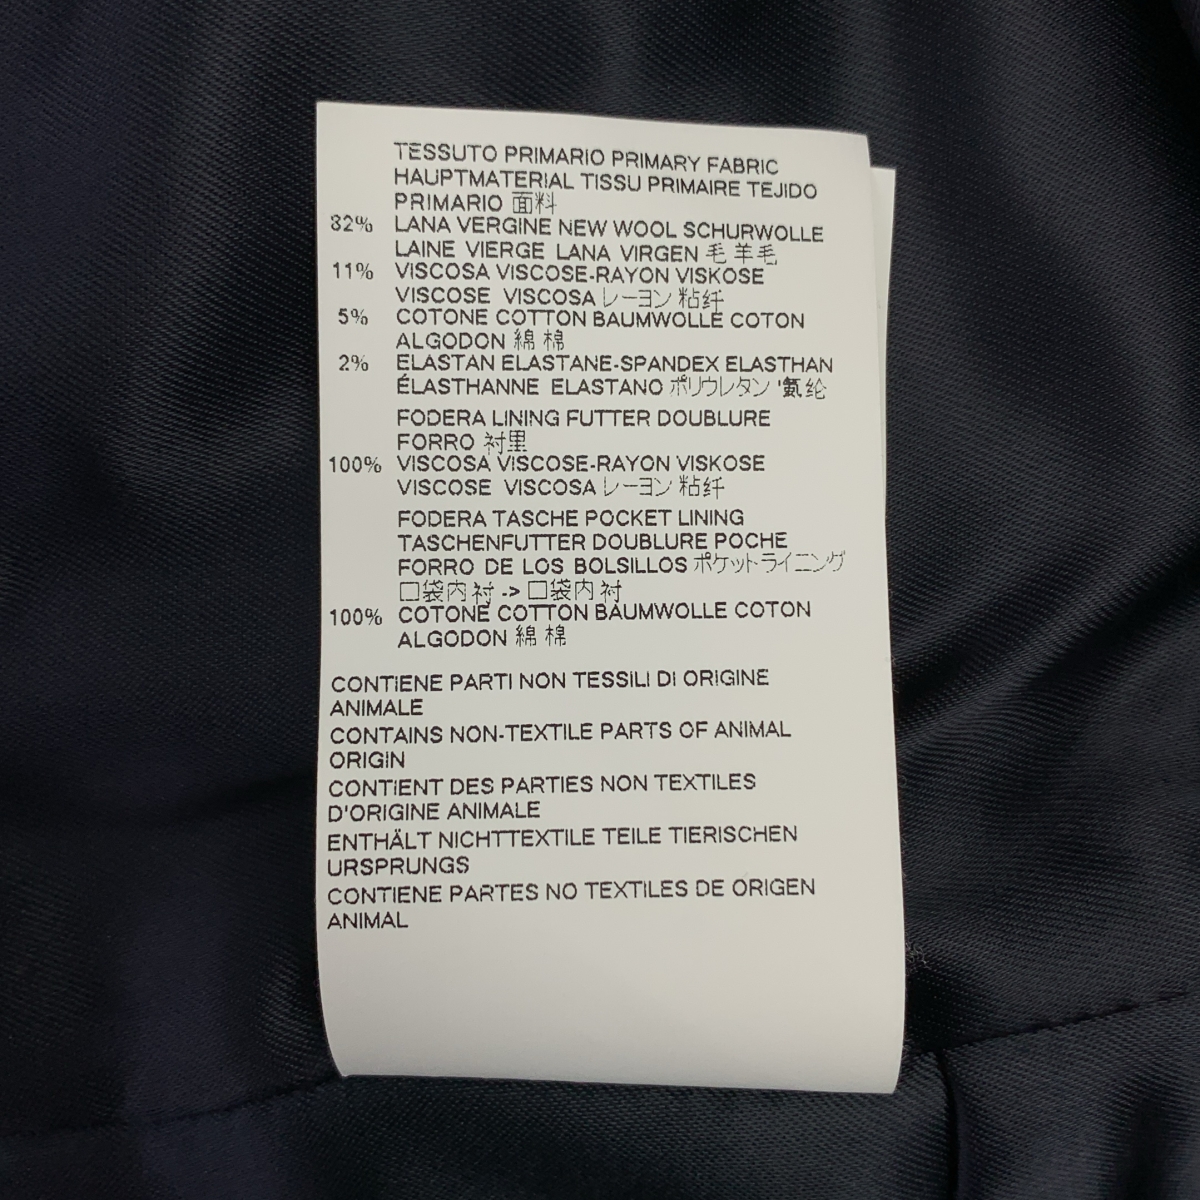 TESSUTO PRIMARIO PRIMARY FABRIC
HAUPTMATERIAL TISSU PRIMAIRE TEJIDO
PRIMARIO 面料
82% LANA VERGINE NEW WOOL SCHURWOLLE
LAINE VIERGE LANA VIRGEN 毛 羊毛
11% VISCOSA VISCOSE-RAYON VISKOSE
VISCOSE VISCOSA レーヨン 粘纤
5% COTONE COTTON BAUMWOLLE COTON
ALGODON 綿 棉
2% ELASTAN ELASTANE-SPANDEX ELASTHAN
ÉLASTHANNE ELASTANO ポリウレタン '氨纶
FODERA LINING FUTTER DOUBLURE
FORRO 衬里
100% VISCOSA VISCOSE-RAYON VISKOSE
VISCOSE VISCOSA レーヨン 粘纤
FODERA TASCHE POCKET LINING
TASCHENFUTTER DOUBLURE POCHE
FORRO DE LOS BOLSILLOS ポケットライニング
口袋内衬 -> 口袋内衬
100% COTONE COTTON BAUMWOLLE COTON
ALGODON 綿 棉
CONTIENE PARTI NON TESSILI DI ORIGINE
ANIMALE
CONTAINS NON-TEXTILE PARTS OF ANIMAL
ORIGIN
CONTIENT DES PARTIES NON TEXTILES
D'ORIGINE ANIMALE
ENTHÄLT NICHTTEXTILE TEILE TIERISCHEN
URSPRUNGS
CONTIENE PARTES NO TEXTILES DE ORIGEN
ANIMAL